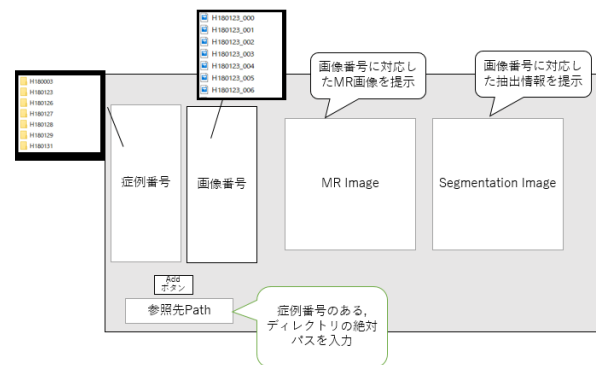 H180123_000
H180123_001
H180123_002
H180123_003
H180123_004
H180123_005
H180123_006
H180003
H180123
H180126
H180127
H180128
H180129
H180131
画像番号に対応し
たMR画像を提示
画像番号に対応し
た抽出情報を提示
症例番号
画像番号
MR Image
Segmentation Image
Add
ボタン
参照先Path
症例番号のある,
ディレクトリの絶対
パスを入力